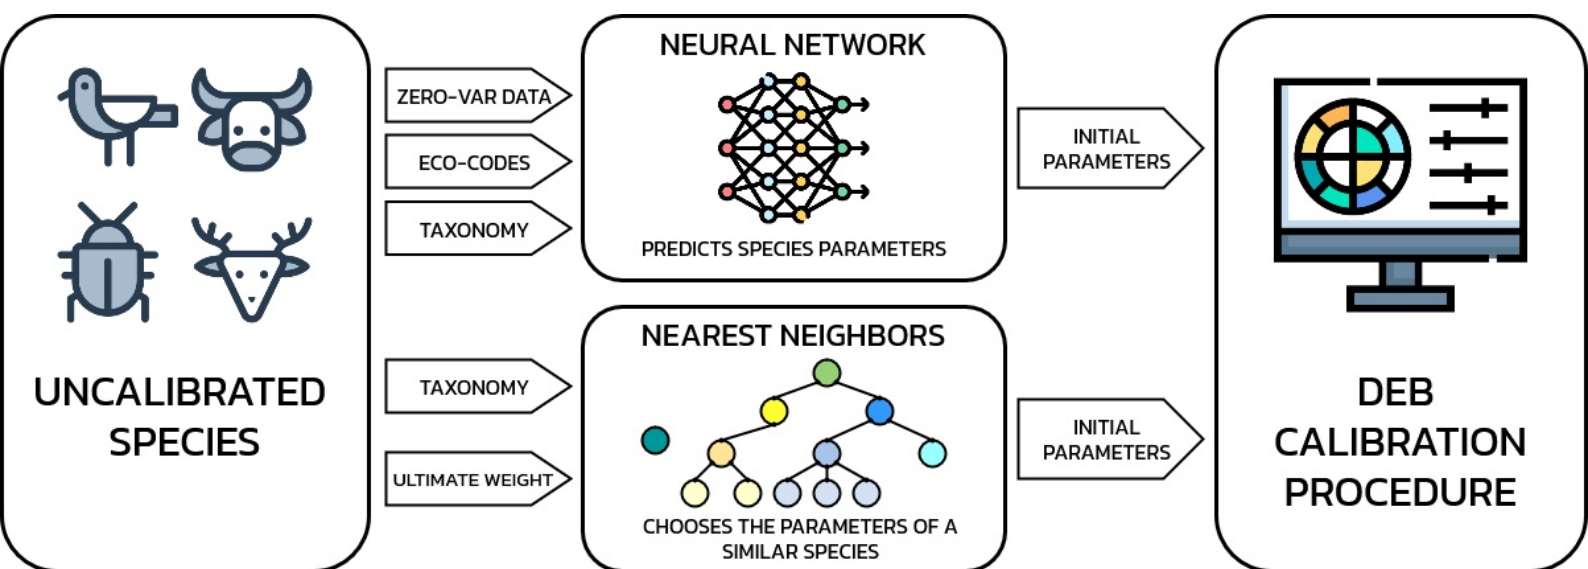 UNCALIBRATED
SPECIES
ZERO-VAR DATA
ECO-CODES
TAXONOMY
TAXONOMY
ULTIMATE WEIGHT
NEURAL NETWORK
PREDICTS SPECIES PARAMETERS
NEAREST NEIGHBORS
CHOOSES THE PARAMETERS OF A
SIMILAR SPECIES
INITIAL
PARAMETERS
INITIAL
PARAMETERS
DEB
CALIBRATION
PROCEDURE